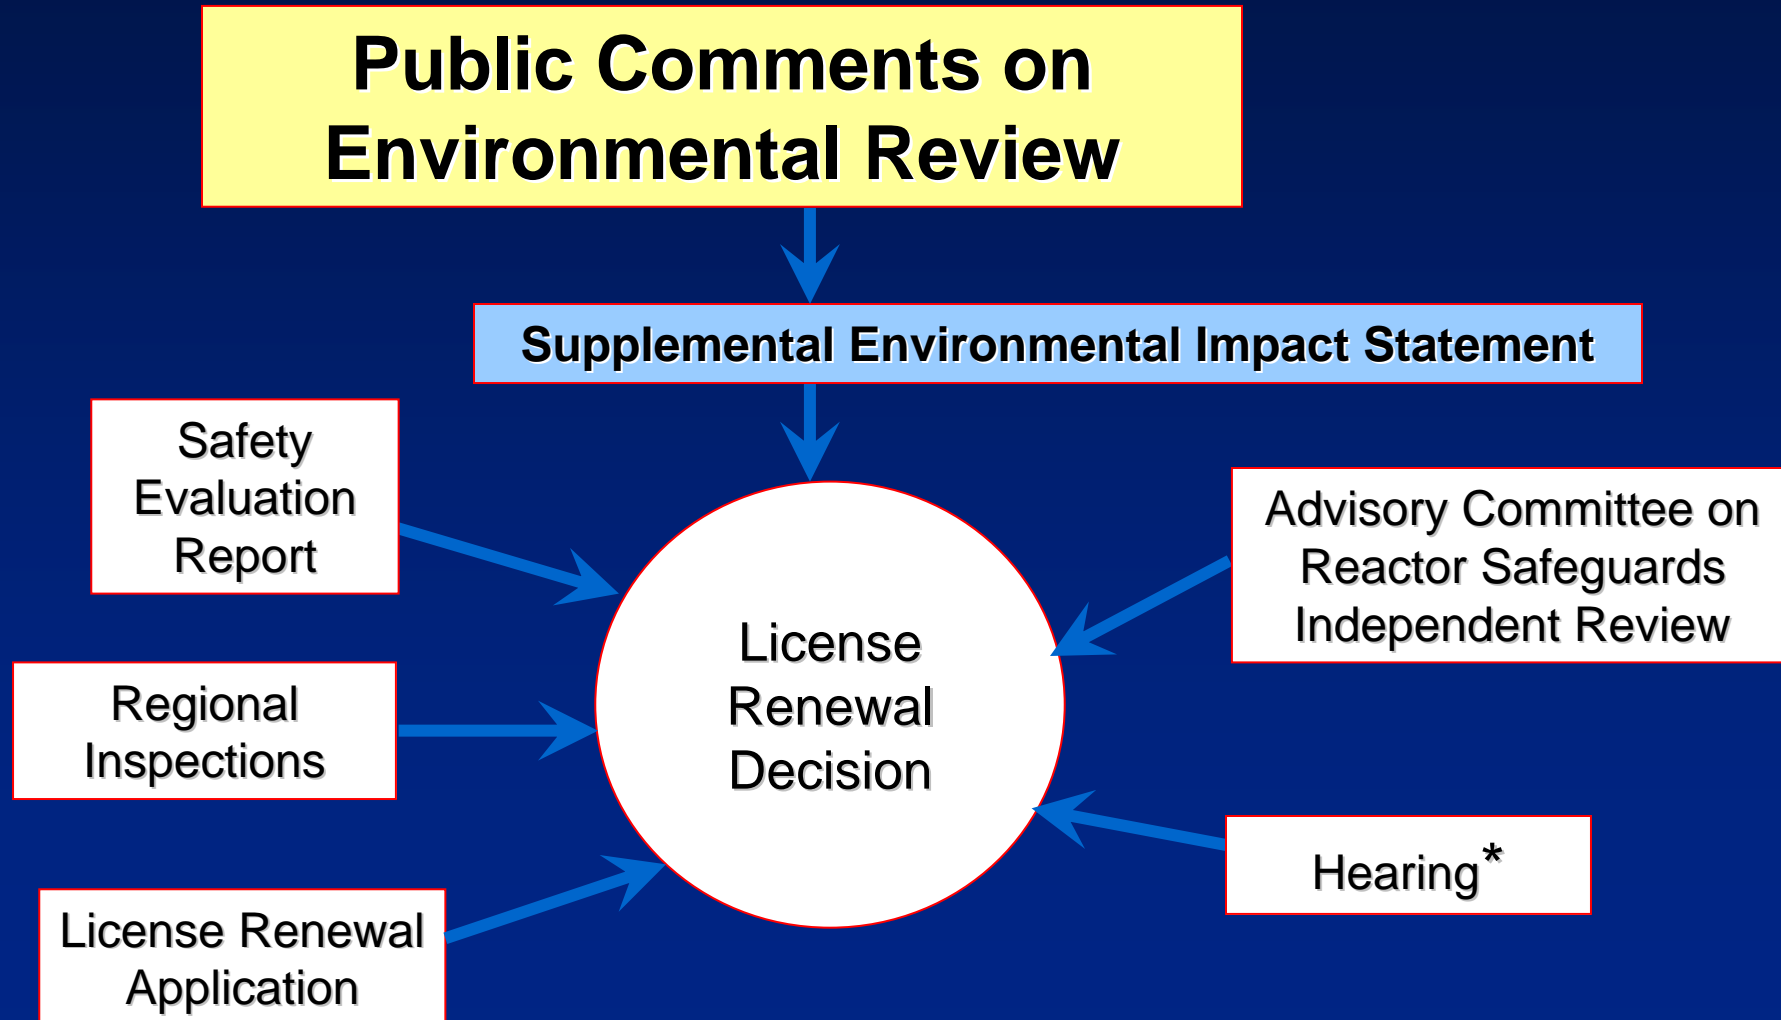 Public Comments on
Environmental Review
Supplemental Environmental Impact Statement
Safety
Evaluation
Report
Advisory Committee on
Reactor Safeguards
Independent Review
License
Renewal
Decision
Regional
Inspections
Hearing*
License Renewal
Application